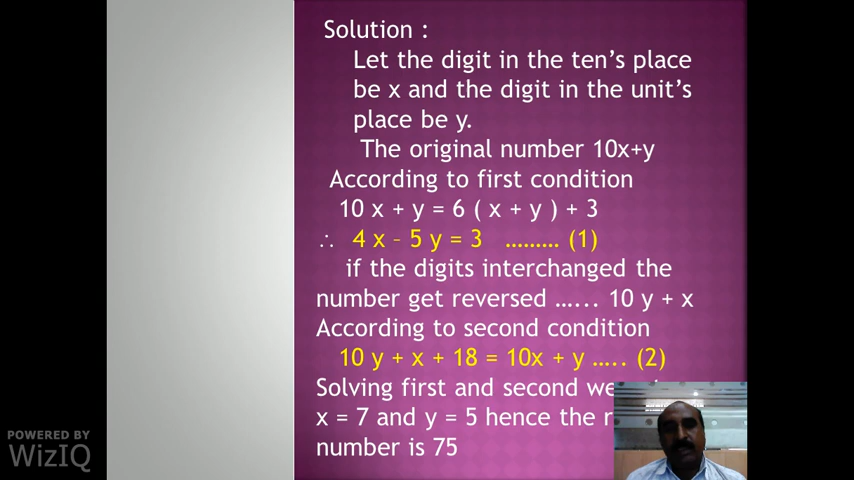 Solution :
Let the digit in the ten's place
be x and the digit in the unit's
place be y.
The original number 10x+y
According to first condition
10 x + y = 6 ( x + y ) + 3
∴ 4 x – 5 y = 3 ……... (1)
if the digits interchanged the
number get reversed …... 10 y + x
According to second condition
10 y + x + 18 = 10x + y ….. (2)
Solving first and second we
x = 7 and y = 5 hence the
number is 75
POWERED BY
WizIQ